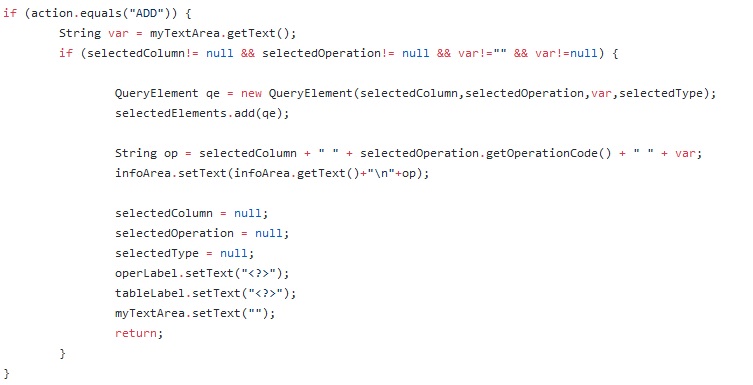 if (action.equals("ADD")) {
        String var = myTextArea.getText();
        if (selectedColumn!= null && selectedOperation!= null && var!="" && var!=null) {
                QueryElement qe = new QueryElement(selectedColumn,selectedOperation,var,selectedType);
                selectedElements.add(qe);
                String op = selectedColumn + " " + selectedOperation.getOperationCode() + " " + var;
                infoArea.setText(infoArea.getText()+"\n"+op);
                selectedColumn = null;
                selectedOperation = null;
                selectedType = null;
                operLabel.setText("<?>");
                tableLabel.setText("<?>");
                myTextArea.setText("");
                return;
        }
}